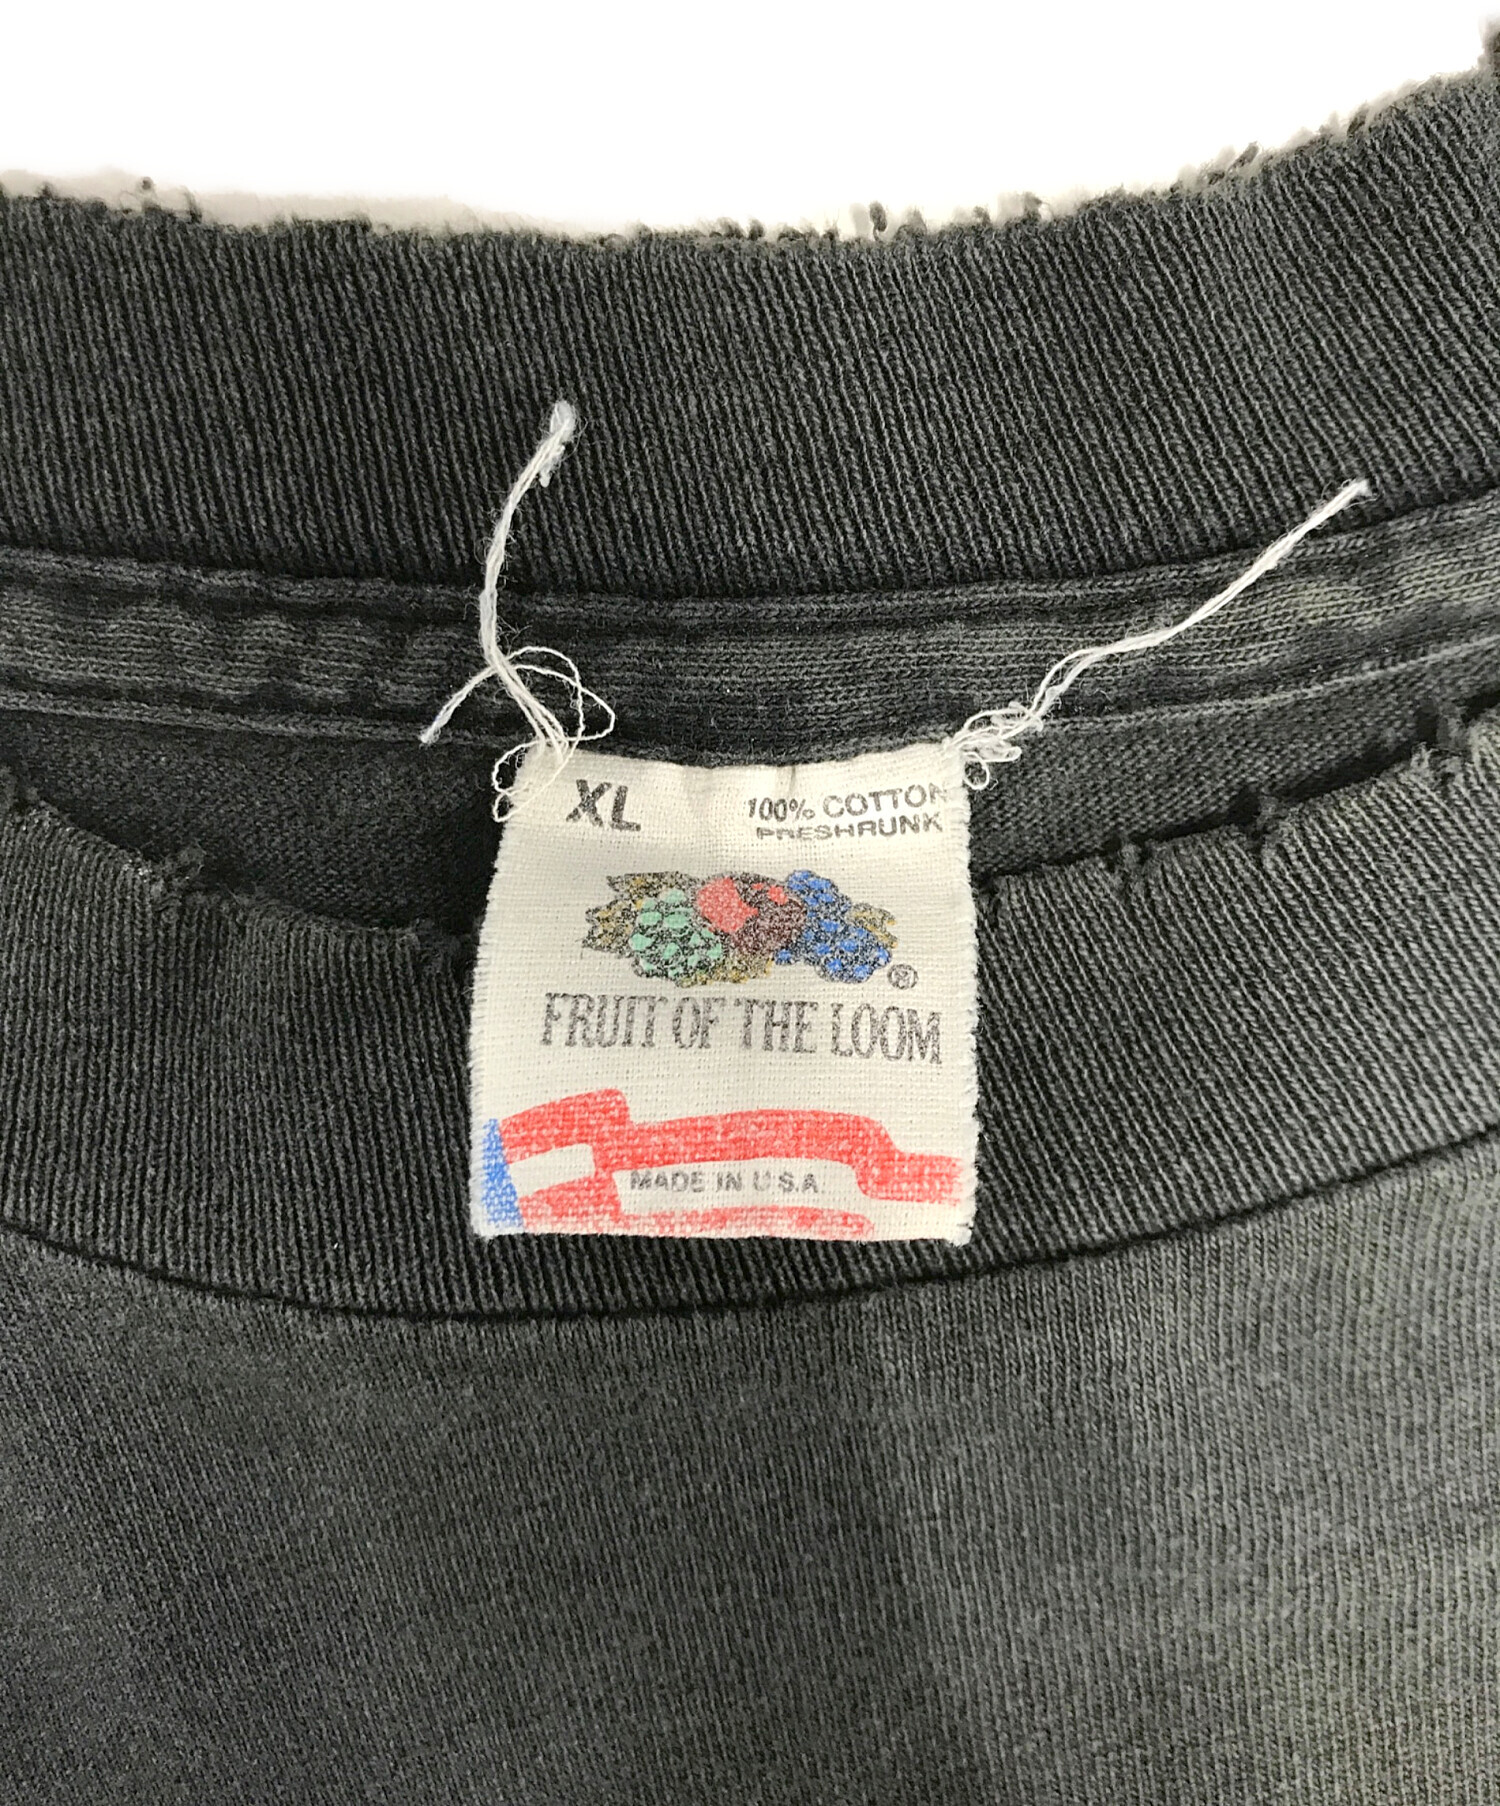 XL
100% COTTON
PRESHRUNK
®
FRUIT OF THE LOOM
MADE IN U.S.A.